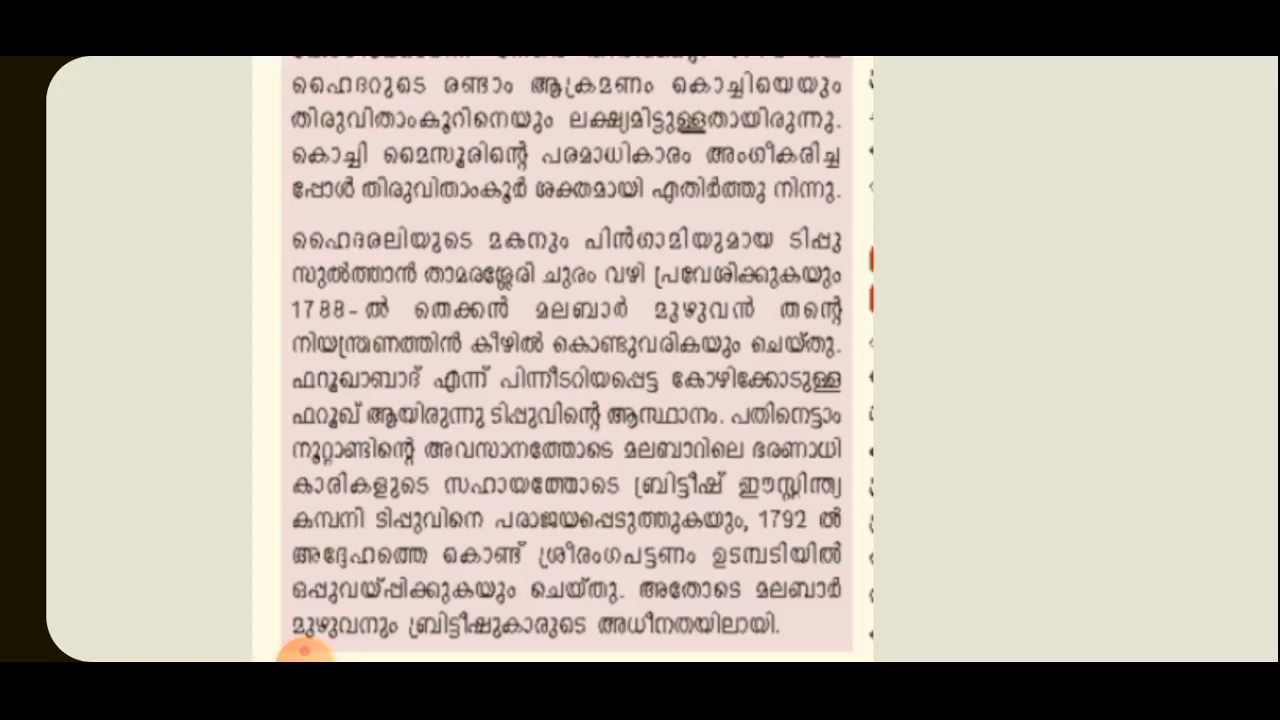 ഹൈദറുടെ രണ്ടാം ആക്രമണം കൊച്ചിയെയും
തിരുവിതാംകൂറിനെയും ലക്ഷ്യമിട്ടുള്ളതായിരുന്നു.
കൊച്ചി മൈസൂരിന്റെ പരമാധികാരം അംഗീകരിച്ച
പ്പോൾ തിരുവിതാംകൂർ ശക്തമായി എതിർത്തു നിന്നു.
ഹൈദരലിയുടെ മകനും പിൻഗാമിയുമായ ടിപ്പു
സുൽത്താൻ താമരശ്ശേരി ചുരം വഴി പ്രവേശിക്കുകയും
1788-ൽ തെക്കൻ മലബാർ മുഴുവൻ തന്റെ
നിയന്ത്രണത്തിൻ കീഴിൽ കൊണ്ടുവരികയും ചെയ്തു.
ഫറൂഖാബാദ് എന്ന് പിന്നീടറിയപ്പെട്ട കോഴിക്കോടുള്ള
ഫറൂഖ് ആയിരുന്നു ടിപ്പുവിന്റെ ആസ്ഥാനം. പതിനെട്ടാം
നൂറ്റാണ്ടിന്റെ അവസാനത്തോടെ മലബാറിലെ ഭരണാധി
കാരികളുടെ സഹായത്തോടെ ബ്രിട്ടീഷ് ഈസ്റ്റിന്ത്യ
കമ്പനി ടിപ്പുവിനെ പരാജയപ്പെടുത്തുകയും, 1792 ൽ
അദ്ദേഹത്തെ കൊണ്ട് ശ്രീരംഗപട്ടണം ഉടമ്പടിയിൽ
ഒപ്പുവയ്പ്പിക്കുകയും ചെയ്തു. അതോടെ മലബാർ
മുഴുവനും ബ്രിട്ടീഷുകാരുടെ അധീനതയിലായി.